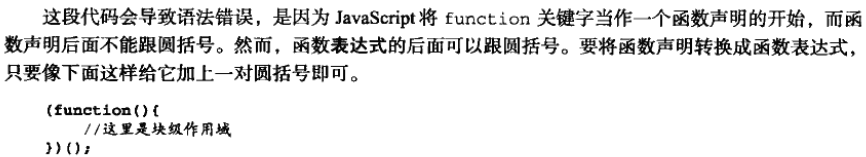 这段代码会导致语法错误，是因为 JavaScript 将 function 关键字当作一个函数声明的开始，而函
数声明后面不能跟圆括号。然而，函数表达式的后面可以跟圆括号。要将函数声明转换成函数表达式，
只要像下面这样给它加上一对圆括号即可。
(function(){
    //这里是块级作用域
})();